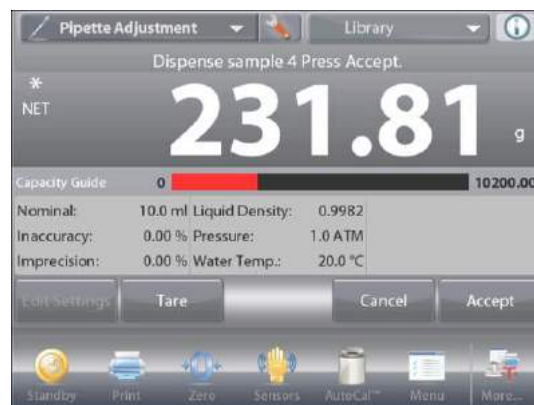 Pipette Adjustment Library
Dispense sample 4 Press Accept.
*
NET
231.81 g
Capacity Guide 0 10200.00
Nominal: 10.0 ml Liquid Density: 0.9982
Inaccuracy: 0.00 % Pressure: 1.0 ATM
Imprecision: 0.00 % Water Temp.: 20.0 °C
Edit Settings Tare Cancel Accept
Standby Print Zero Sensors AutoCal™ Menu More...